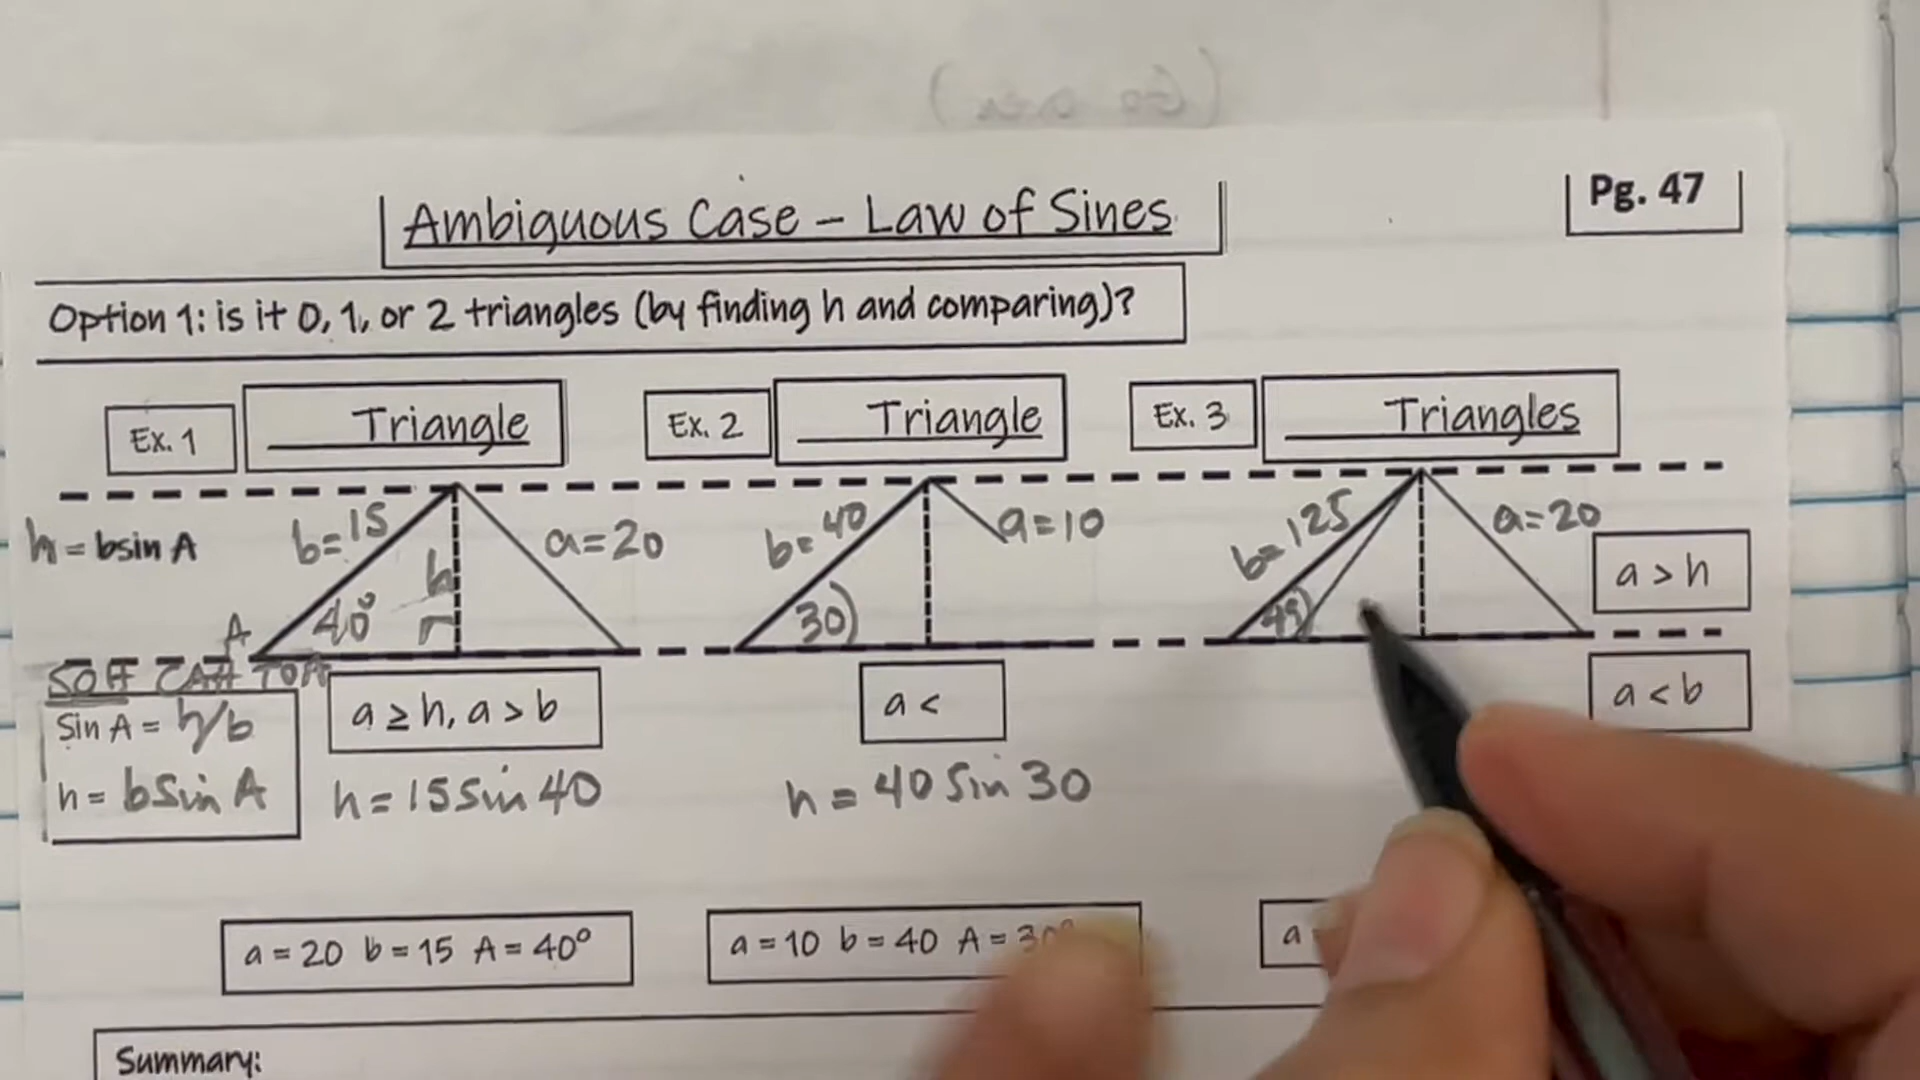 Pg. 47
Ambiguous Case – Law of Sines
Option 1: is it 0, 1, or 2 triangles (by finding h and comparing)?
Ex. 1
Triangle
Ex. 2
Triangle
Ex. 3
Triangles
h = bsin A
b=15
a=20
h
40°
A
b=40
a=10
30
b=125
a=20
a > h
a < b
SOH CAH TOA
Sin A = h/b
h = bSin A
a ≥ h, a > b
h=15Sin 40
a <
h = 40 Sin 30
a = 20 b = 15 A = 40°
a = 10 b = 40 A = 30°
a
Summary: